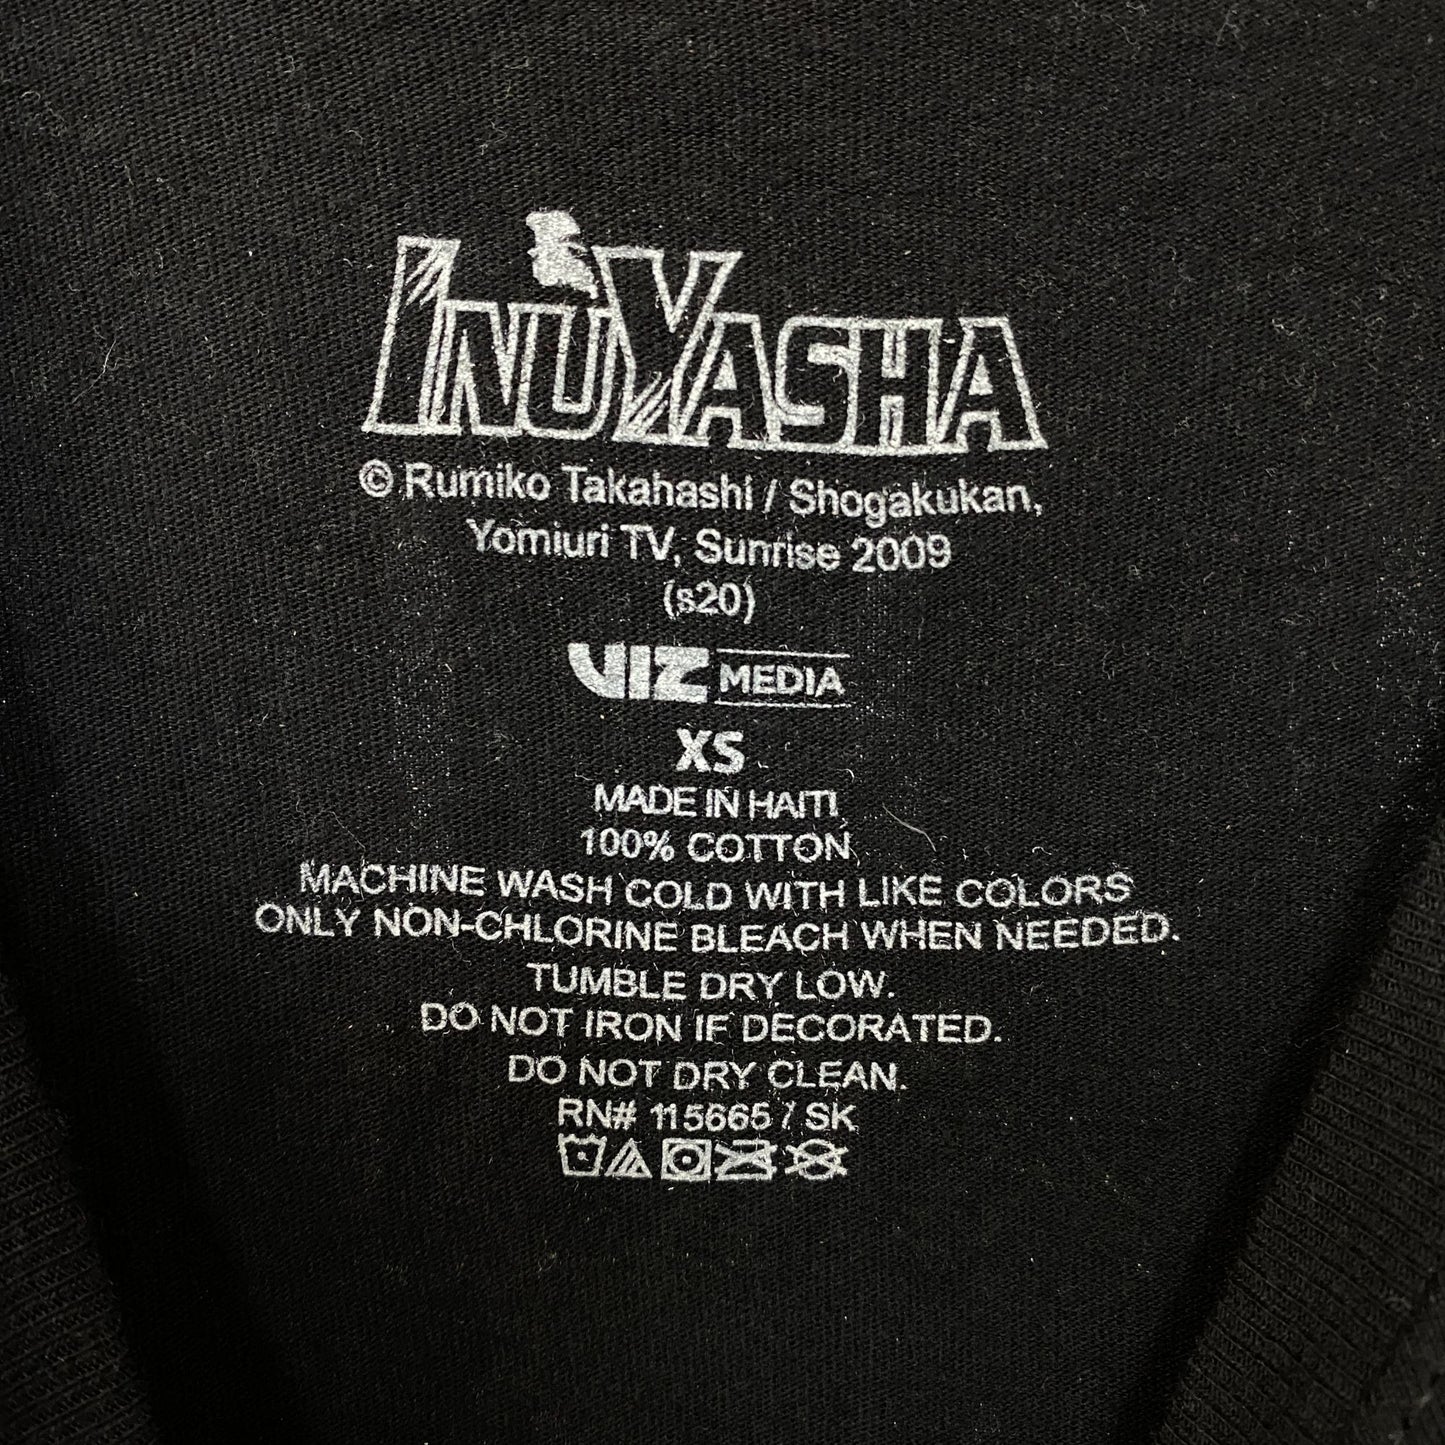 INUYASHA
© Rumiko Takahashi / Shogakukan,
Yomiuri TV, Sunrise 2009
(s20)
VIZ MEDIA
XS
MADE IN HAITI
100% COTTON
MACHINE WASH COLD WITH LIKE COLORS
ONLY NON-CHLORINE BLEACH WHEN NEEDED.
TUMBLE DRY LOW.
DO NOT IRON IF DECORATED.
DO NOT DRY CLEAN.
RN# 115665 / SK